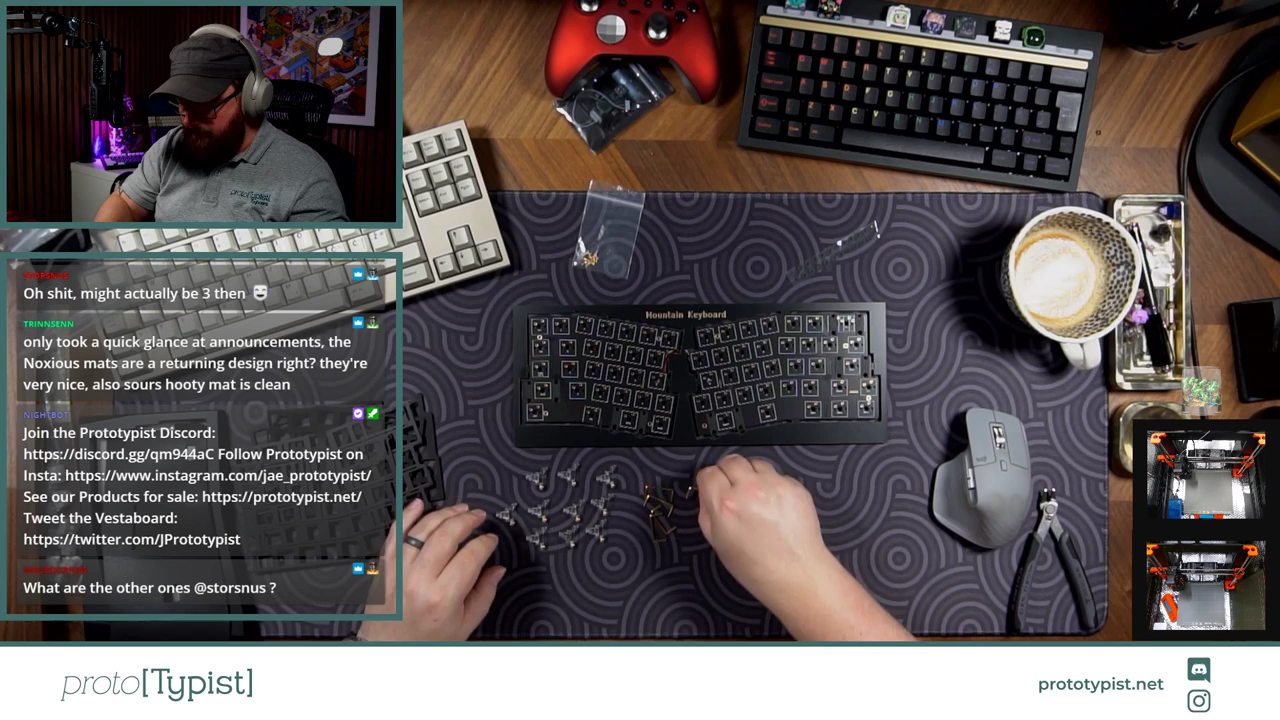 proto[Typist]
STORSNUS
Oh shit, might actually be 3 then
TRINNSENN
only took a quick glance at announcements, the
Noxious mats are a returning design right? they're
very nice, also sours hooty mat is clean
NIGHTBOT
Join the Prototypist Discord:
https://discord.gg/qm944aC Follow Prototypist on
Insta: https://www.instagram.com/jae_prototypist/
See our Products for sale: https://prototypist.net/
Tweet the Vestaboard:
https://twitter.com/JPrototypist
What are the other ones @storsnus ?
Mountain Keyboard
proto[Typist]
prototypist.net